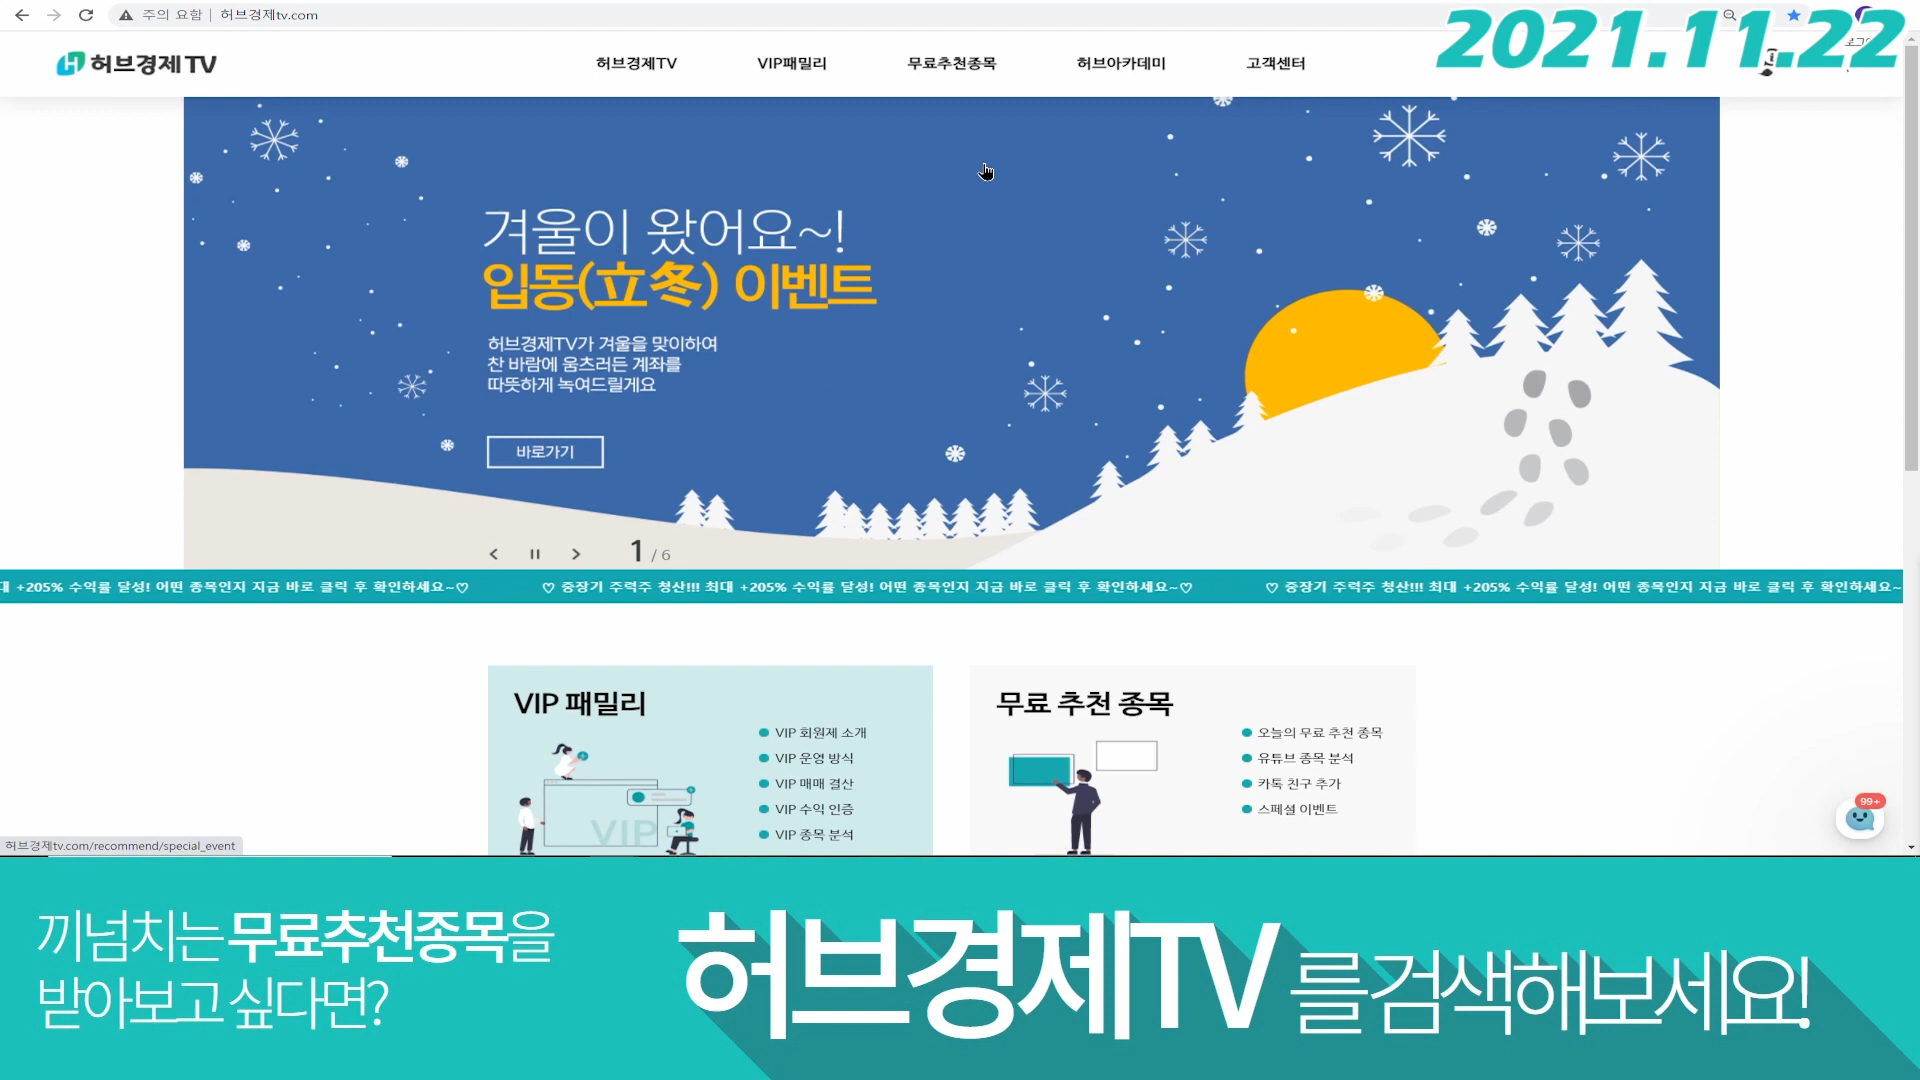 주의 요함 | 허브경제tv.com
2021.11.22
허브경제TV
허브경제TV VIP패밀리 무료추천종목 허브아카데미 고객센터
겨울이 왔어요~!
입동(立冬) 이벤트
허브경제TV가 겨울을 맞이하여
찬 바람에 움츠러든 계좌를
따뜻하게 녹여드릴게요
바로가기
1 / 6
대 +205% 수익률 달성! 어떤 종목인지 지금 바로 클릭 후 확인하세요~♡ ♡ 중장기 주력주 청산!!! 최대 +205% 수익률 달성! 어떤 종목인지 지금 바로 클릭 후 확인하세요~♡ ♡ 중장기 주력주 청산!!! 최대 +205% 수익률 달성! 어떤 종목인지 지금 바로 클릭 후 확인하세요~
VIP 패밀리
VIP 회원제 소개
VIP 운영 방식
VIP 매매 결산
VIP 수익 인증
VIP 종목 분석
VIP
무료 추천 종목
오늘의 무료 추천 종목
유튜브 종목 분석
카톡 친구 추가
스페셜 이벤트
99+
허브경제tv.com/recommend/special_event
끼넘치는 무료추천종목을
받아보고 싶다면?
허브경제TV를 검색해보세요!